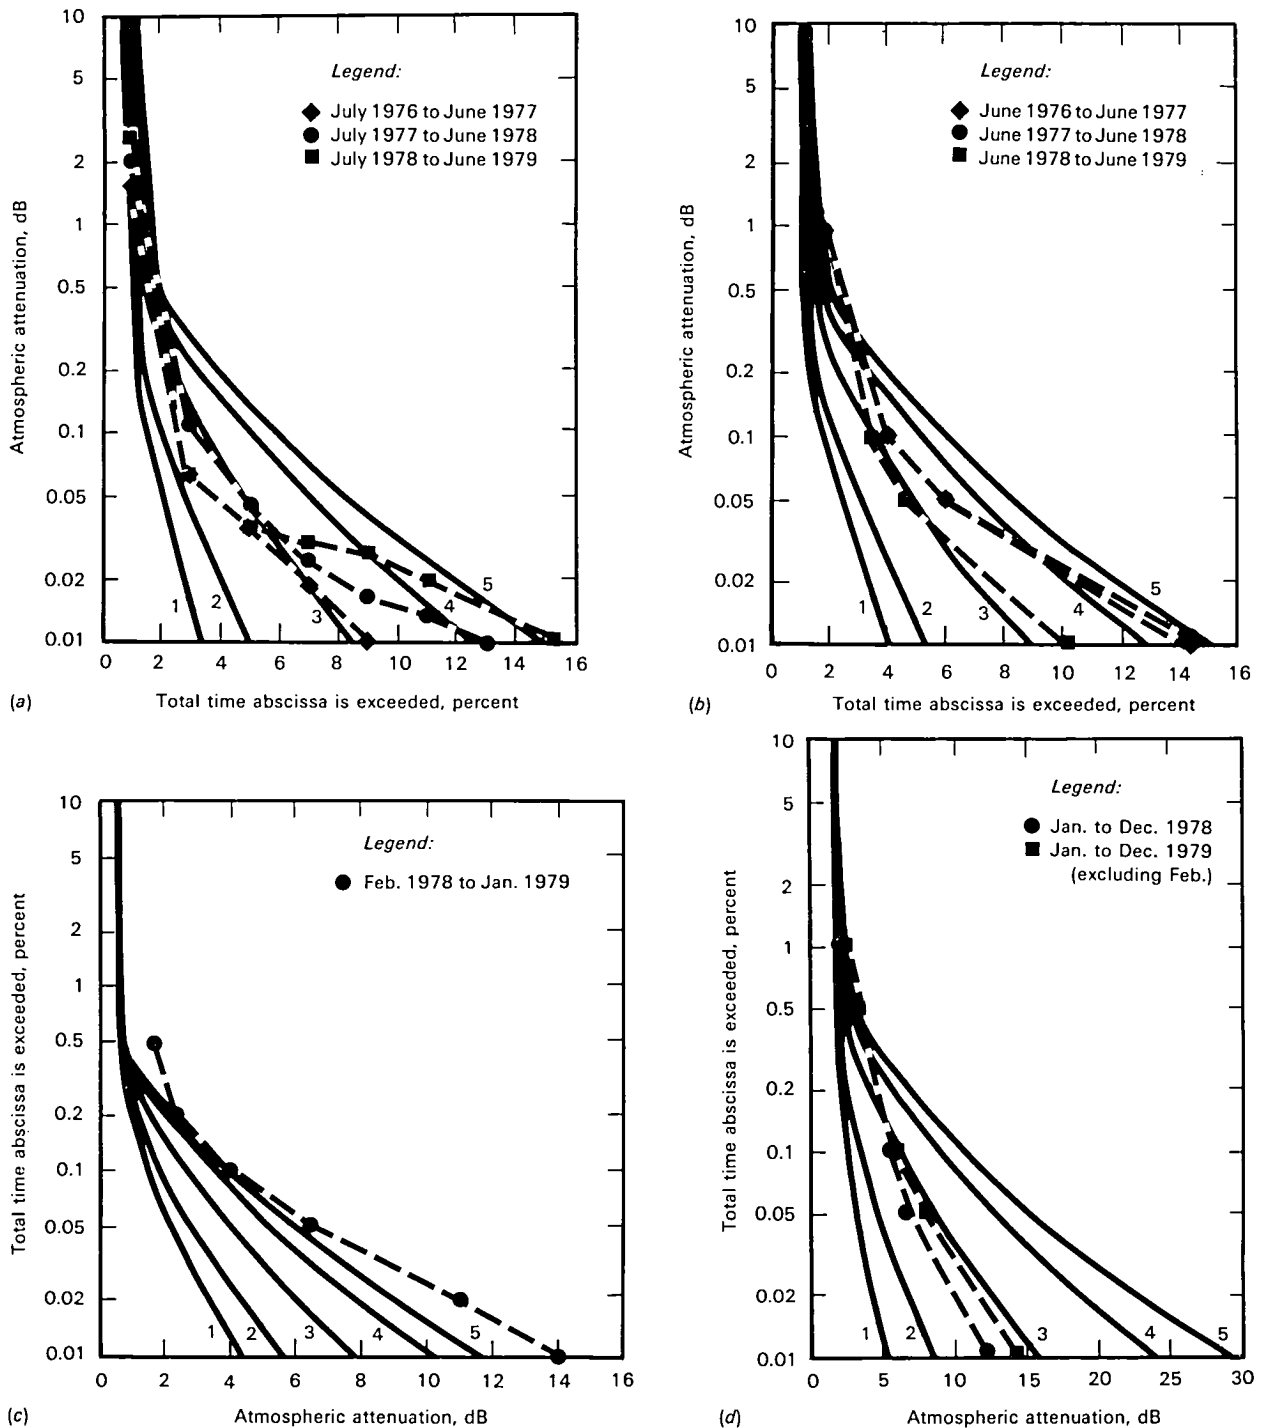 10
5
2
1
0.5
0.2
0.1
0.05
0.02
0.01
Atmospheric attenuation, dB
Legend:
July 1976 to June 1977
July 1977 to June 1978
July 1978 to June 1979
1
2
3
4
5
0 2 4 6 8 10 12 14 16
(a) Total time abscissa is exceeded, percent
10
5
2
1
0.5
0.2
0.1
0.05
0.02
0.01
Atmospheric attenuation, dB
Legend:
June 1976 to June 1977
June 1977 to June 1978
June 1978 to June 1979
1
2
3
4
5
0 2 4 6 8 10 12 14 16
(b) Total time abscissa is exceeded, percent
10
5
2
1
0.5
0.2
0.1
0.05
0.02
0.01
Total time abscissa is exceeded, percent
Legend:
Feb. 1978 to Jan. 1979
1 2 3 4 5
0 2 4 6 8 10 12 14 16
(c) Atmospheric attenuation, dB
10
5
2
1
0.5
0.2
0.1
0.05
0.02
0.01
Total time abscissa is exceeded, percent
Legend:
Jan. to Dec. 1978
Jan. to Dec. 1979
(excluding Feb.)
1 2 3 4 5
0 5 10 15 20 25 30
(d) Atmospheric attenuation, dB